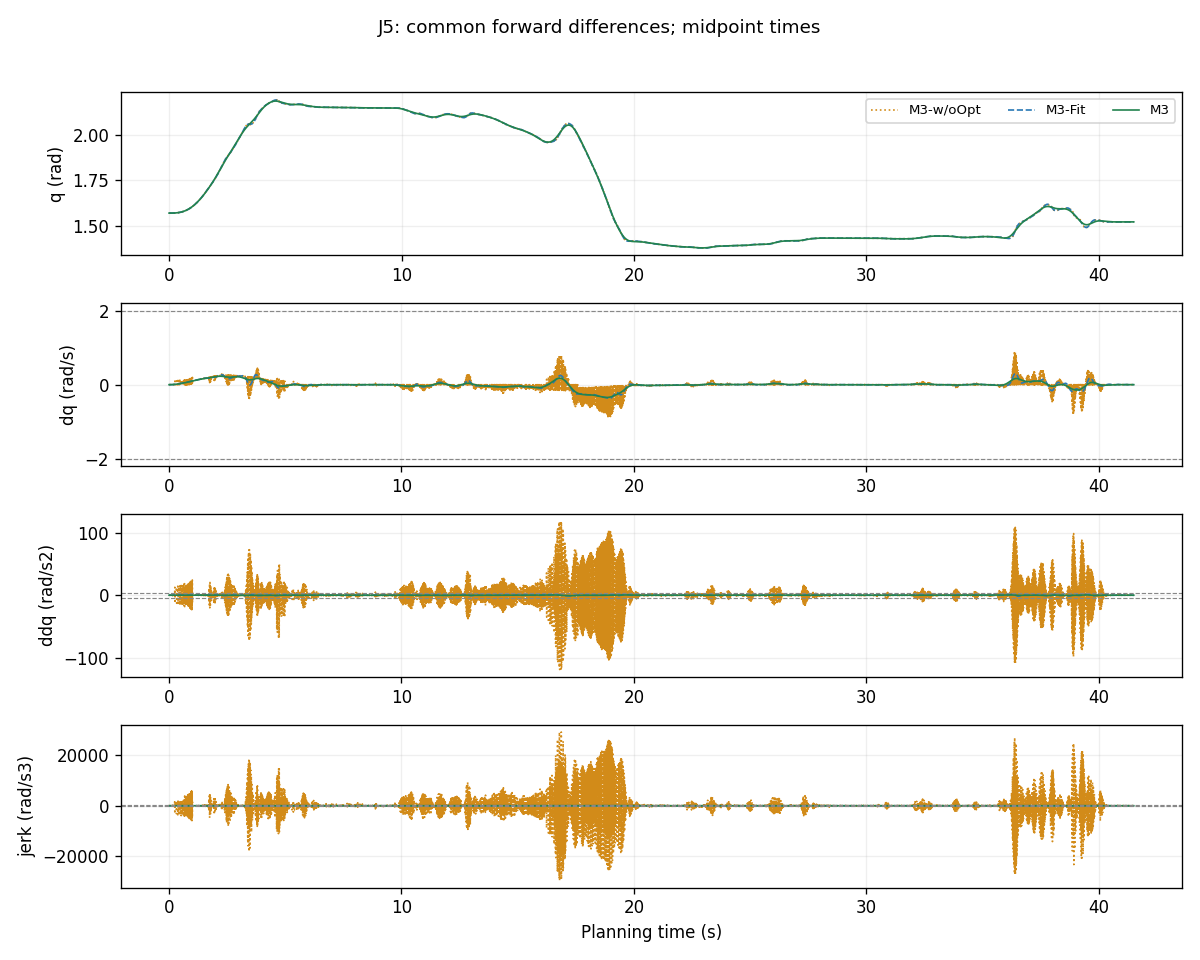 J5: common forward differences; midpoint times
M3-w/oOpt M3-Fit M3
q (rad)
2.00
1.75
1.50
0 10 20 30 40
dq (rad/s)
2
0
−2
0 10 20 30 40
ddq (rad/s2)
100
0
−100
0 10 20 30 40
jerk (rad/s3)
20000
0
−20000
0 10 20 30 40
Planning time (s)